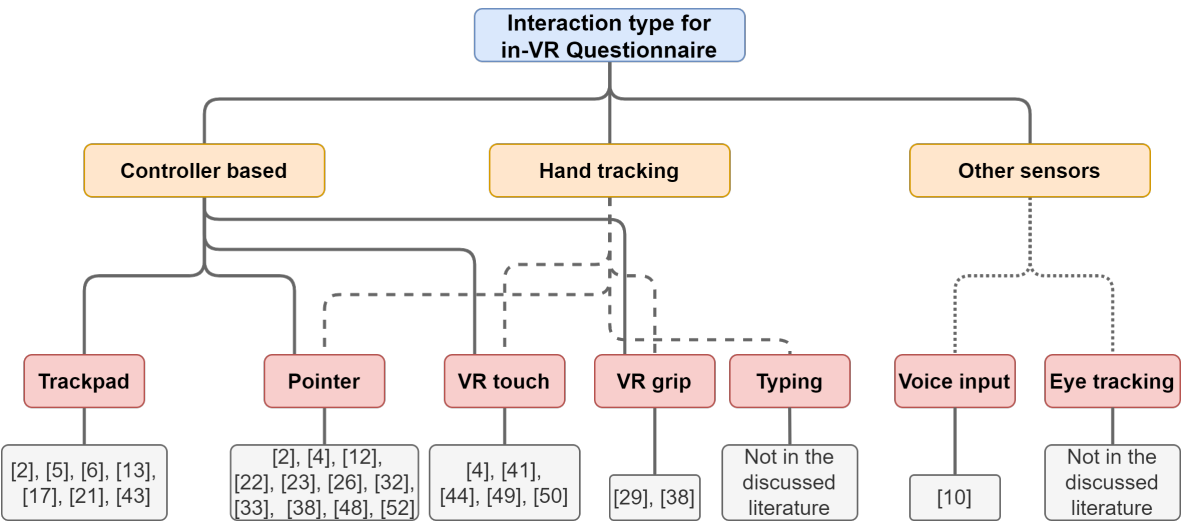 Interaction type for
in-VR Questionnaire
Controller based
Hand tracking
Other sensors
Trackpad
Pointer
VR touch
VR grip
Typing
Voice input
Eye tracking
[2], [5], [6], [13],
[17], [21], [43]
[2], [4], [12],
[22], [23], [26], [32],
[33], [38], [48], [52]
[4], [41],
[44], [49], [50]
[29], [38]
Not in the
discussed
literature
[10]
Not in the
discussed
literature